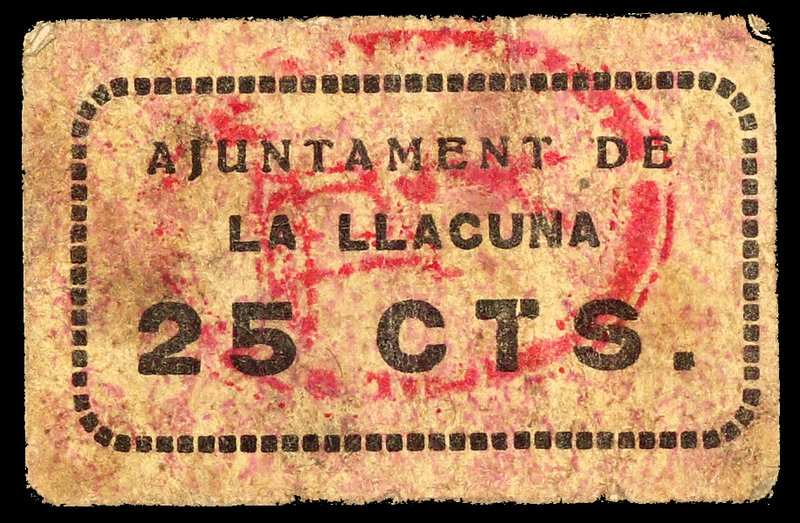 AJUNTAMENT DE
LA LLACUNA
25 CTS.